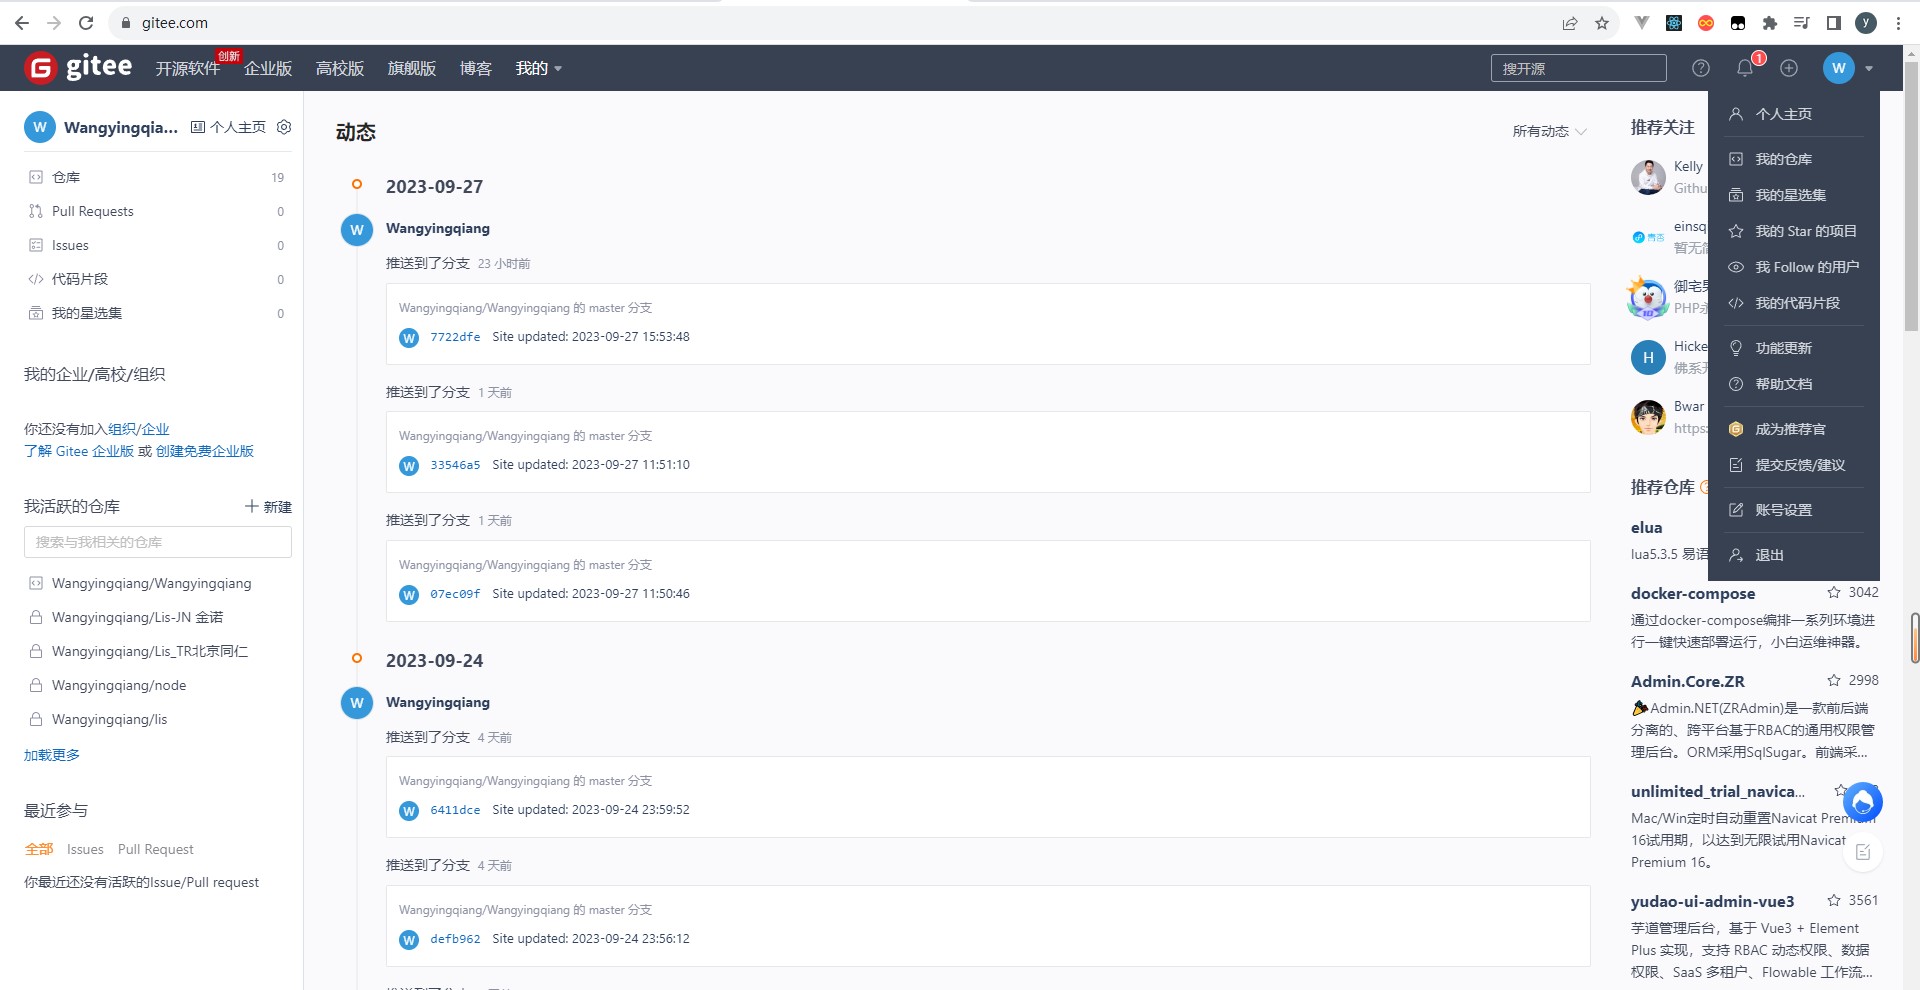 gitee.com
y
gitee
开源软件
创新
企业版
高校版
旗舰版
博客
我的
搜开源
1
W
W
Wangyingqia...
个人主页
仓库 19
Pull Requests 0
Issues 0
代码片段 0
我的星选集 0
我的企业/高校/组织
你还没有加入组织/企业
了解 Gitee 企业版 或 创建免费企业版
我活跃的仓库
新建
搜索与我相关的仓库
Wangyingqiang/Wangyingqiang
Wangyingqiang/Lis-JN 金诺
Wangyingqiang/Lis_TR北京同仁
Wangyingqiang/node
Wangyingqiang/lis
加载更多
最近参与
全部 Issues Pull Request
你最近还没有活跃的Issue/Pull request
动态
所有动态
2023-09-27
W
Wangyingqiang
推送到了分支 23 小时前
Wangyingqiang/Wangyingqiang 的 master 分支
W 7722dfe Site updated: 2023-09-27 15:53:48
推送到了分支 1 天前
Wangyingqiang/Wangyingqiang 的 master 分支
W 33546a5 Site updated: 2023-09-27 11:51:10
推送到了分支 1 天前
Wangyingqiang/Wangyingqiang 的 master 分支
W 07ec09f Site updated: 2023-09-27 11:50:46
2023-09-24
W
Wangyingqiang
推送到了分支 4 天前
Wangyingqiang/Wangyingqiang 的 master 分支
W 6411dce Site updated: 2023-09-24 23:59:52
推送到了分支 4 天前
Wangyingqiang/Wangyingqiang 的 master 分支
W defb962 Site updated: 2023-09-24 23:56:12
推荐关注
Kelly
Githu
einsq
暂无简
御宅男
PHP永
H
Hicke
佛系开
Bwar
https:
推荐仓库
elua
lua5.3.5 易语
docker-compose 3042
通过docker-compose编排一系列环境进
行一键快速部署运行，小白运维神器。
Admin.Core.ZR 2998
Admin.NET(ZRAdmin)是一款前后端
分离的、跨平台基于RBAC的通用权限管
理后台。ORM采用SqlSugar。前端采...
unlimited_trial_navica...
Mac/Win定时自动重置Navicat Premium
16试用期，以达到无限试用Navicat
Premium 16。
yudao-ui-admin-vue3 3561
芋道管理后台，基于 Vue3 + Element
Plus 实现，支持 RBAC 动态权限、数据
权限、SaaS 多租户、Flowable 工作流...
个人主页
我的仓库
我的星选集
我的 Star 的项目
我 Follow 的用户
我的代码片段
功能更新
帮助文档
成为推荐官
提交反馈/建议
账号设置
退出